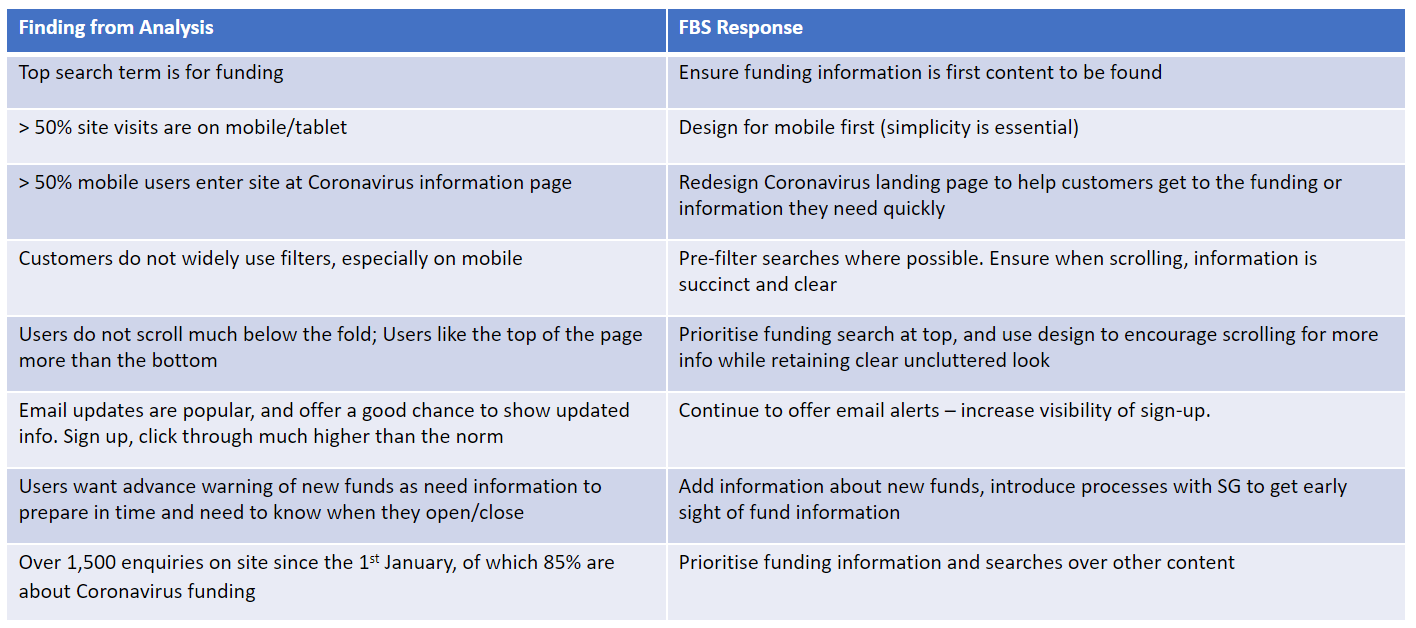 Finding from Analysis
FBS Response
Top search term is for funding
Ensure funding information is first content to be found
> 50% site visits are on mobile/tablet
Design for mobile first (simplicity is essential)
> 50% mobile users enter site at Coronavirus information page
Redesign Coronavirus landing page to help customers get to the funding or
information they need quickly
Customers do not widely use filters, especially on mobile
Pre-filter searches where possible. Ensure when scrolling, information is
succinct and clear
Users do not scroll much below the fold; Users like the top of the page
more than the bottom
Prioritise funding search at top, and use design to encourage scrolling for more
info while retaining clear uncluttered look
Email updates are popular, and offer a good chance to show updated
info. Sign up, click through much higher than the norm
Continue to offer email alerts – increase visibility of sign-up.
Users want advance warning of new funds as need information to
prepare in time and need to know when they open/close
Add information about new funds, introduce processes with SG to get early
sight of fund information
Over 1,500 enquiries on site since the 1st January, of which 85% are
about Coronavirus funding
Prioritise funding information and searches over other content